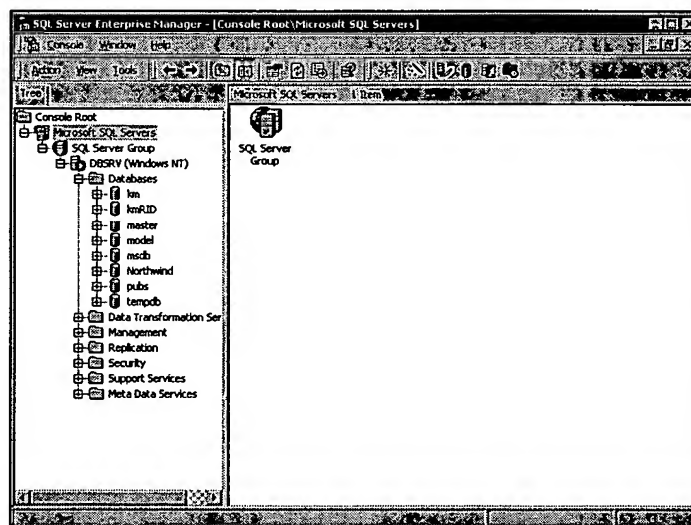 SQL Server Enterprise Manager - [Console Root\Microsoft SQL Servers]
Console Window Help
Action View Tools
Tree
Microsoft SQL Servers 1 Item
Console Root
Microsoft SQL Servers
SQL Server Group
DBSRV (Windows NT)
Databases
km
kmRID
master
model
msdb
Northwind
pubs
tempdb
Data Transformation Ser
Management
Replication
Security
Support Services
Meta Data Services
SQL Server
Group